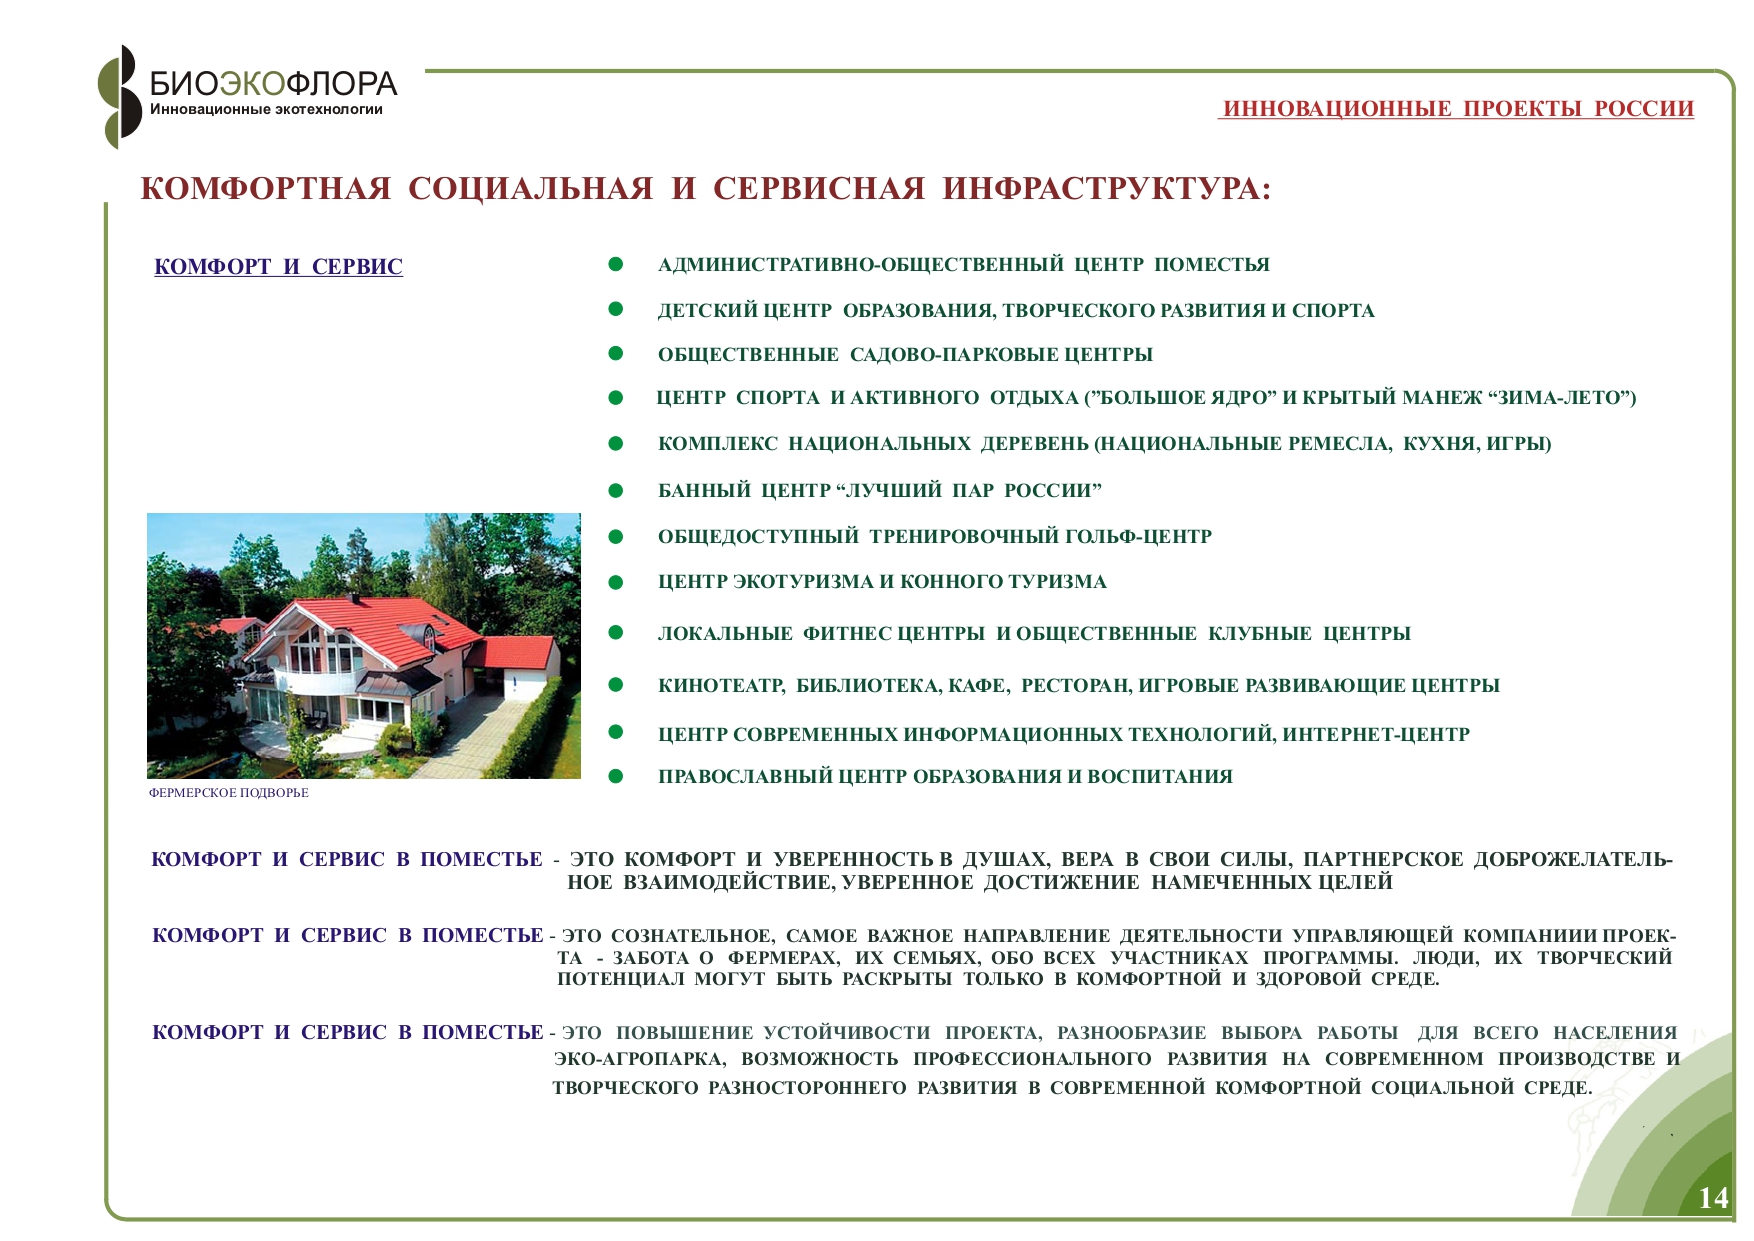 БИОЭКОФЛОРА
Инновационные экотехнологии
ИННОВАЦИОННЫЕ ПРОЕКТЫ РОССИИ
КОМФОРТНАЯ СОЦИАЛЬНАЯ И СЕРВИСНАЯ ИНФРАСТРУКТУРА:
КОМФОРТ И СЕРВИС
● АДМИНИСТРАТИВНО-ОБЩЕСТВЕННЫЙ ЦЕНТР ПОМЕСТЬЯ
● ДЕТСКИЙ ЦЕНТР ОБРАЗОВАНИЯ, ТВОРЧЕСКОГО РАЗВИТИЯ И СПОРТА
● ОБЩЕСТВЕННЫЕ САДОВО-ПАРКОВЫЕ ЦЕНТРЫ
● ЦЕНТР СПОРТА И АКТИВНОГО ОТДЫХА (”БОЛЬШОЕ ЯДРО” И КРЫТЫЙ МАНЕЖ “ЗИМА-ЛЕТО”)
● КОМПЛЕКС НАЦИОНАЛЬНЫХ ДЕРЕВЕНЬ (НАЦИОНАЛЬНЫЕ РЕМЕСЛА, КУХНЯ, ИГРЫ)
● БАННЫЙ ЦЕНТР “ЛУЧШИЙ ПАР РОССИИ”
● ОБЩЕДОСТУПНЫЙ ТРЕНИРОВОЧНЫЙ ГОЛЬФ-ЦЕНТР
● ЦЕНТР ЭКОТУРИЗМА И КОННОГО ТУРИЗМА
● ЛОКАЛЬНЫЕ ФИТНЕС ЦЕНТРЫ И ОБЩЕСТВЕННЫЕ КЛУБНЫЕ ЦЕНТРЫ
● КИНОТЕАТР, БИБЛИОТЕКА, КАФЕ, РЕСТОРАН, ИГРОВЫЕ РАЗВИВАЮЩИЕ ЦЕНТРЫ
● ЦЕНТР СОВРЕМЕННЫХ ИНФОРМАЦИОННЫХ ТЕХНОЛОГИЙ, ИНТЕРНЕТ-ЦЕНТР
● ПРАВОСЛАВНЫЙ ЦЕНТР ОБРАЗОВАНИЯ И ВОСПИТАНИЯ
ФЕРМЕРСКОЕ ПОДВОРЬЕ
КОМФОРТ И СЕРВИС В ПОМЕСТЬЕ - ЭТО КОМФОРТ И УВЕРЕННОСТЬ В ДУШАХ, ВЕРА В СВОИ СИЛЫ, ПАРТНЕРСКОЕ ДОБРОЖЕЛАТЕЛЬ-
НОЕ ВЗАИМОДЕЙСТВИЕ, УВЕРЕННОЕ ДОСТИЖЕНИЕ НАМЕЧЕННЫХ ЦЕЛЕЙ
КОМФОРТ И СЕРВИС В ПОМЕСТЬЕ - ЭТО СОЗНАТЕЛЬНОЕ, САМОЕ ВАЖНОЕ НАПРАВЛЕНИЕ ДЕЯТЕЛЬНОСТИ УПРАВЛЯЮЩЕЙ КОМПАНИИИ ПРОЕК-
ТА - ЗАБОТА О ФЕРМЕРАХ, ИХ СЕМЬЯХ, ОБО ВСЕХ УЧАСТНИКАХ ПРОГРАММЫ. ЛЮДИ, ИХ ТВОРЧЕСКИЙ
ПОТЕНЦИАЛ МОГУТ БЫТЬ РАСКРЫТЫ ТОЛЬКО В КОМФОРТНОЙ И ЗДОРОВОЙ СРЕДЕ.
КОМФОРТ И СЕРВИС В ПОМЕСТЬЕ - ЭТО ПОВЫШЕНИЕ УСТОЙЧИВОСТИ ПРОЕКТА, РАЗНООБРАЗИЕ ВЫБОРА РАБОТЫ ДЛЯ ВСЕГО НАСЕЛЕНИЯ
ЭКО-АГРОПАРКА, ВОЗМОЖНОСТЬ ПРОФЕССИОНАЛЬНОГО РАЗВИТИЯ НА СОВРЕМЕННОМ ПРОИЗВОДСТВЕ И
ТВОРЧЕСКОГО РАЗНОСТОРОННЕГО РАЗВИТИЯ В СОВРЕМЕННОЙ КОМФОРТНОЙ СОЦИАЛЬНОЙ СРЕДЕ.
14